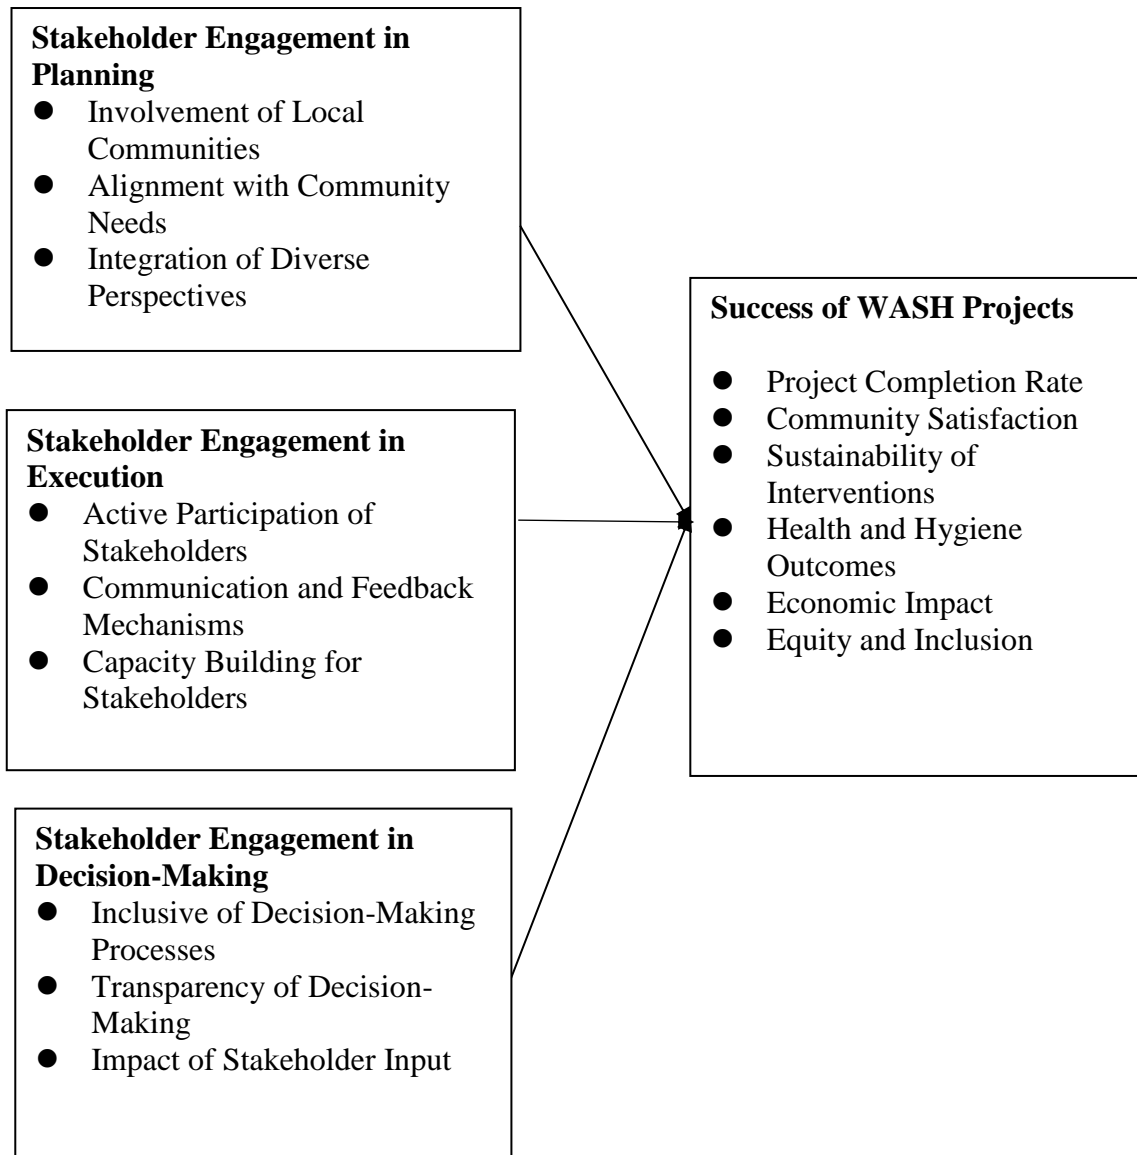 Stakeholder Engagement in
Planning
● Involvement of Local
Communities
● Alignment with Community
Needs
● Integration of Diverse
Perspectives
Stakeholder Engagement in
Execution
● Active Participation of
Stakeholders
● Communication and Feedback
Mechanisms
● Capacity Building for
Stakeholders
Stakeholder Engagement in
Decision-Making
● Inclusive of Decision-Making
Processes
● Transparency of Decision-
Making
● Impact of Stakeholder Input
Success of WASH Projects
● Project Completion Rate
● Community Satisfaction
● Sustainability of
Interventions
● Health and Hygiene
Outcomes
● Economic Impact
● Equity and Inclusion